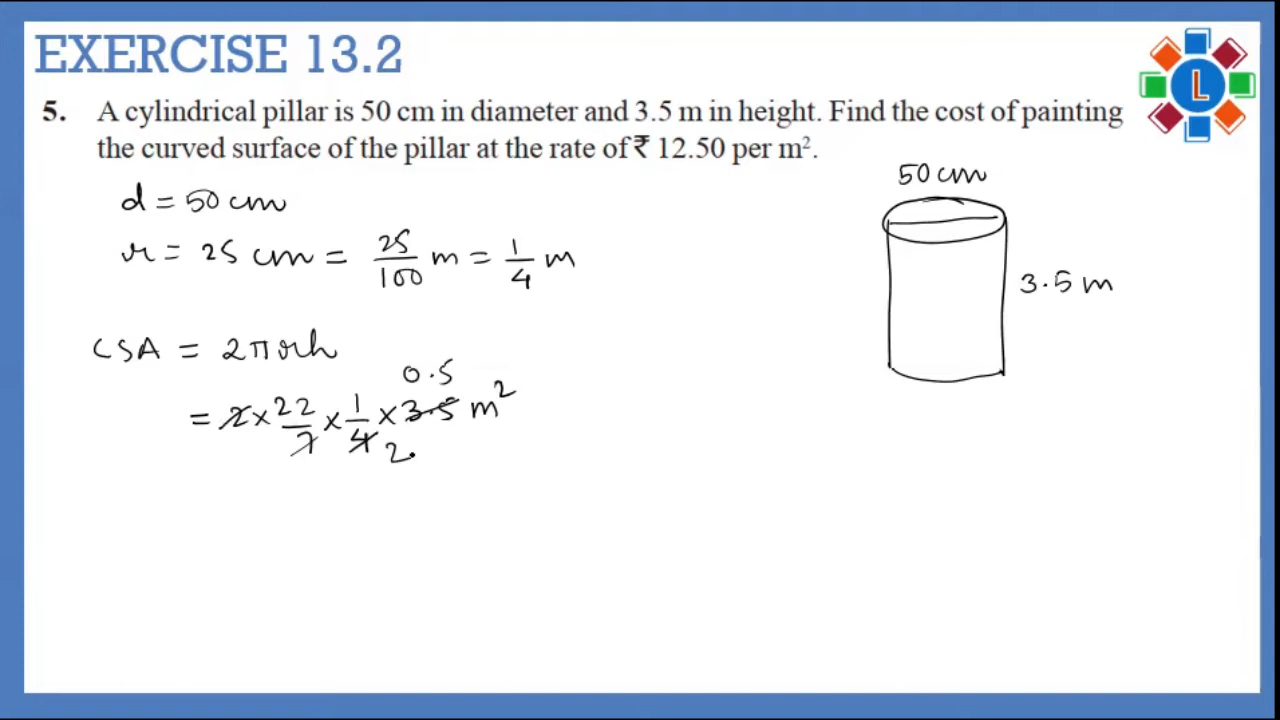 EXERCISE 13.2
L
5. A cylindrical pillar is 50 cm in diameter and 3.5 m in height. Find the cost of painting
the curved surface of the pillar at the rate of ₹ 12.50 per m².
50 cm
d = 50 cm
r = 25 cm = 25/100 m = 1/4 m
3.5 m
CSA = 2πrh
0.5
= 2 × 22/7 × 1/4 × 3.5 m²
2